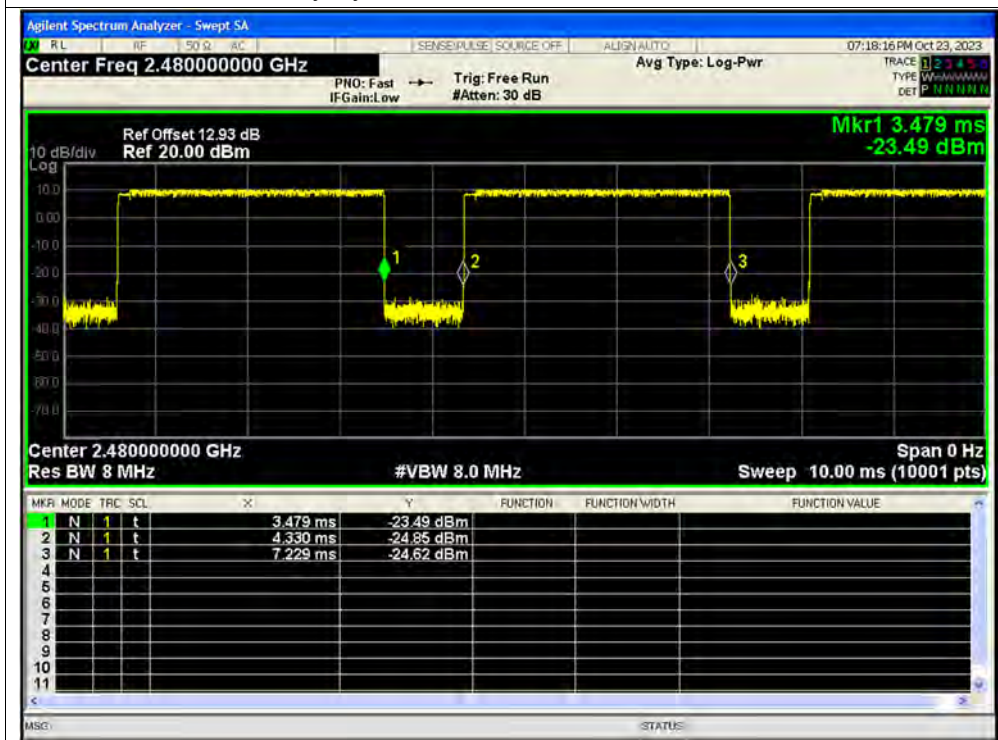 Agilent Spectrum Analyzer - Swept SA
RL RF 50 Ω AC SENSE:PULSE SOURCE OFF ALIGN AUTO 07:18:16 PM Oct 23, 2023
Center Freq 2.480000000 GHz Avg Type: Log-Pwr TRACE 1 2 3 4 5 6
PNO: Fast Trig: Free Run TYPE
IFGain:Low #Atten: 30 dB DET P N N N N N
Mkr1 3.479 ms
Ref Offset 12.93 dB
10 dB/div Ref 20.00 dBm -23.49 dBm
Log
10.0
0.00
-10.0
-20.0
-30.0
-40.0
-50.0
-60.0
-70.0
1
2
3
Center 2.480000000 GHz Span 0 Hz
Res BW 8 MHz #VBW 8.0 MHz Sweep 10.00 ms (10001 pts)
MKR MODE TRC SCL X Y FUNCTION FUNCTION WIDTH FUNCTION VALUE
1 N 1 t 3.479 ms -23.49 dBm
2 N 1 t 4.330 ms -24.85 dBm
3 N 1 t 7.229 ms -24.62 dBm
4
5
6
7
8
9
10
11
MSG STATUS